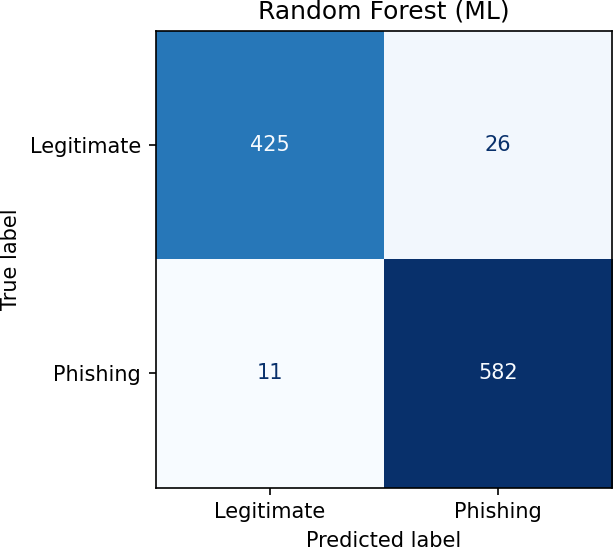 Random Forest (ML)
True label
Legitimate
425
26
Phishing
11
582
Legitimate
Phishing
Predicted label